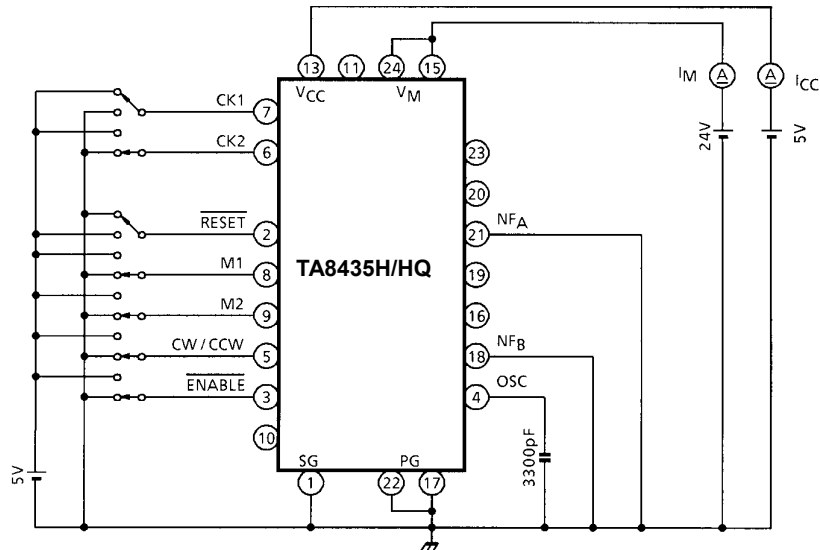 13 11 24 15
VCC VM
IM A A ICC
CK1 7
CK2 6
24V 5V
23
20
RESET 2
21 NFA
TA8435H/HQ
M1 8
19
M2 9
16
CW / CCW 5
18 NFB
ENABLE 3
4 OSC
10
3300pF
5V
SG PG
1 22 17